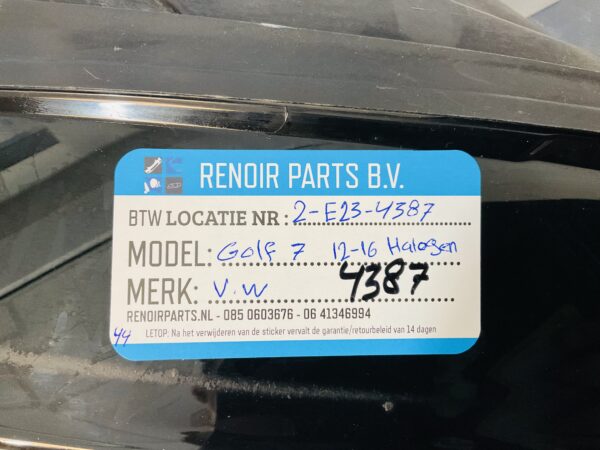 RENOIR PARTS B.V.
BTW LOCATIE NR : 2-E23-4387
MODEL: Golf 7 12-16 Halogen
MERK: V.W 4387
RENOIRPARTS.NL - 085 0603676 - 06 41346994
44 LETOP: Na het verwijderen van de sticker vervalt de garantie/retourbeleid van 14 dagen